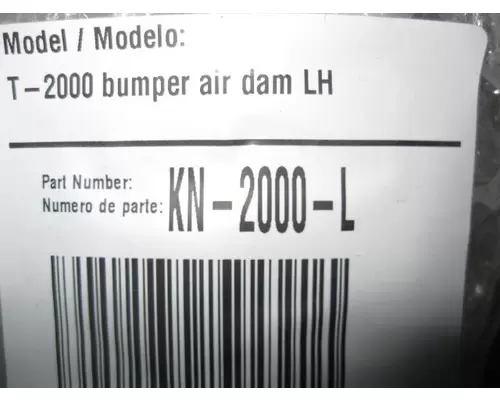 Model / Modelo:
T-2000 bumper air dam LH
Part Number:
Numero de parte: KN-2000-L